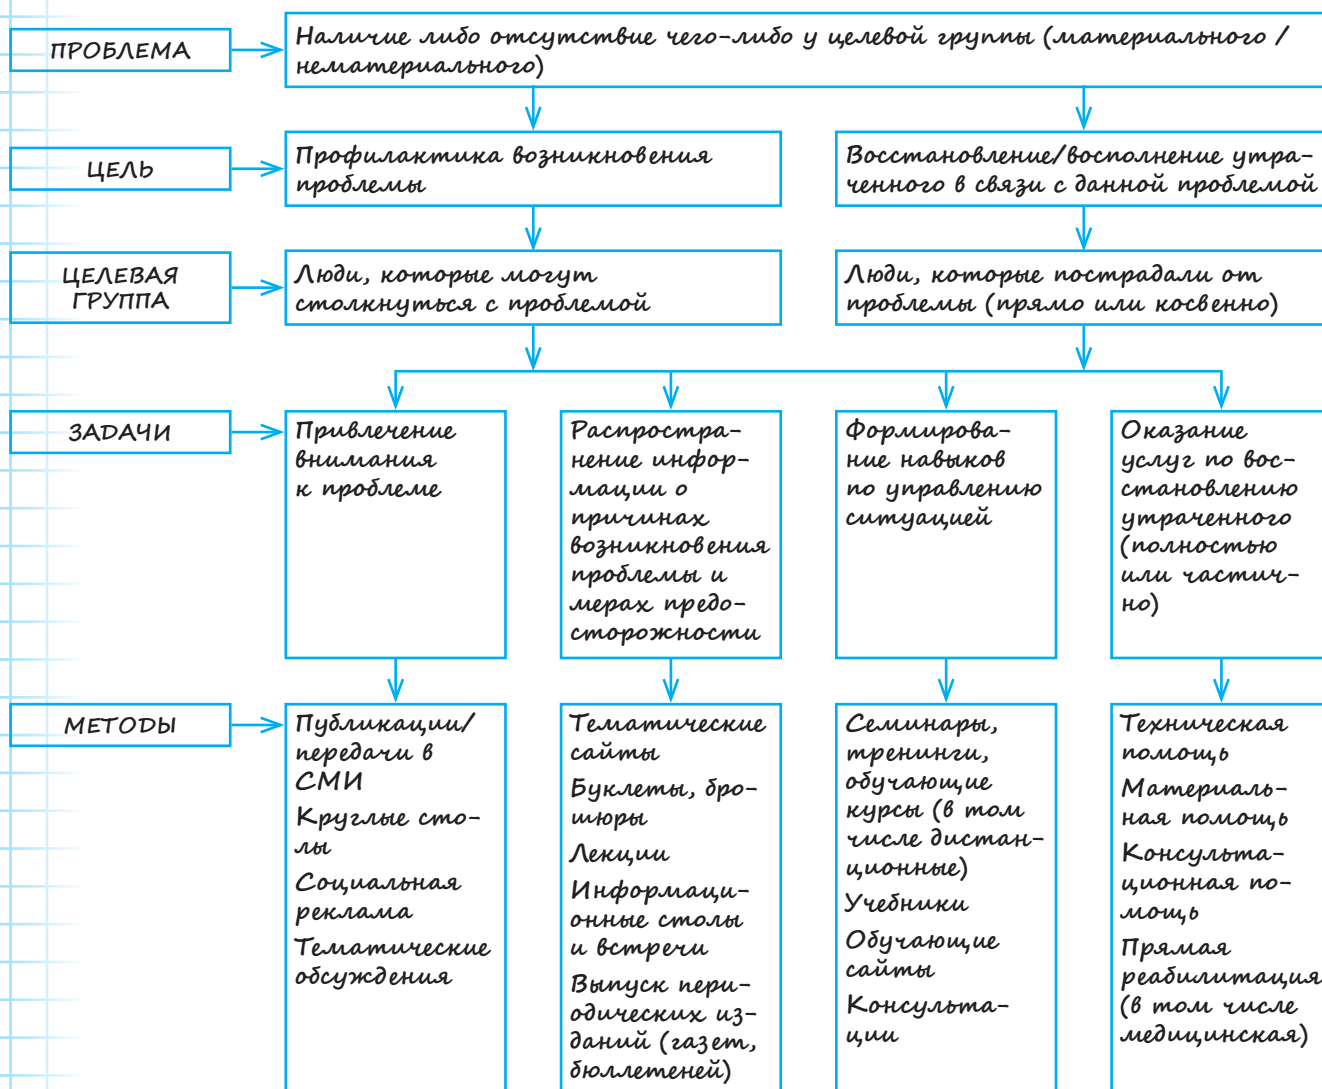 ПРОБЛЕМА
Наличие либо отсутствие чего-либо у целевой группы (материального /
нематериального)
ЦЕЛЬ
Профилактика возникновения
проблемы
Восстановление/восполнение утра-
ченного в связи с данной проблемой
ЦЕЛЕВАЯ
ГРУППА
Люди, которые могут
столкнуться с проблемой
Люди, которые пострадали от
проблемы (прямо или косвенно)
ЗАДАЧИ
Привлечение
внимания
к проблеме
Распростра-
нение инфор-
мации о
причинах
возникновения
проблемы и
мерах предо-
сторожности
Формирова-
ние навыков
по управлению
ситуацией
Оказание
услуг по вос-
становлению
утраченного
(полностью
или частич-
но)
МЕТОДЫ
Публикации/
передачи в
СМИ
Круглые сто-
лы
Социальная
реклама
Тематические
обсуждения
Тематические
сайты
Буклеты, бро-
шюры
Лекции
Информаци-
онные столы
и встречи
Выпуск пери-
одических из-
даний (газет,
бюллетеней)
Семинары,
тренинги,
обучающие
курсы (в том
числе дистан-
ционные)
Учебники
Обучающие
сайты
Консульта-
ции
Техническая
помощь
Материаль-
ная помощь
Консульта-
ционная по-
мощь
Прямая
реабилитация
(в том числе
медицинская)